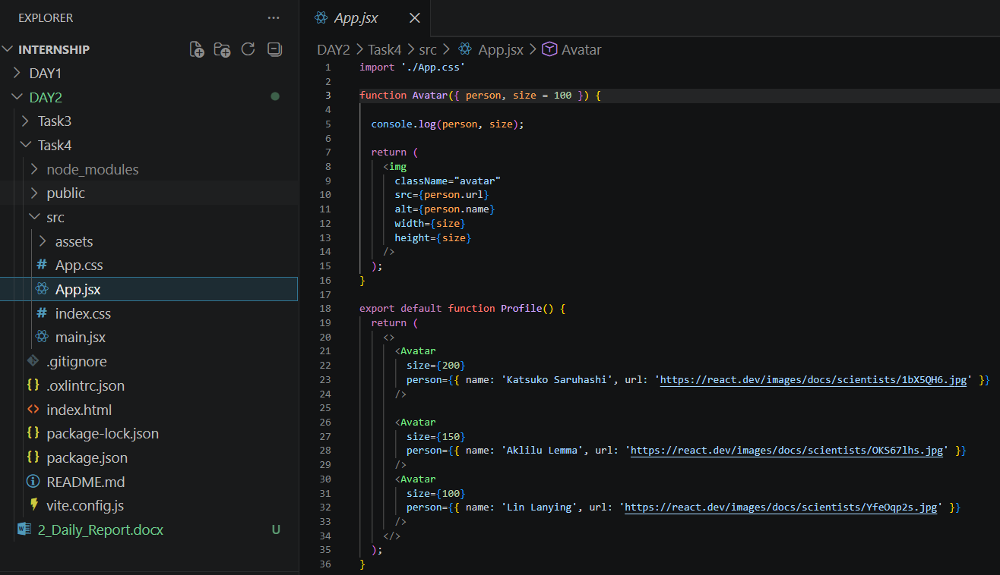 EXPLORER
INTERNSHIP
DAY1
DAY2
Task3
Task4
node_modules
public
src
assets
# App.css
App.jsx
# index.css
main.jsx
.gitignore
{} .oxlintrc.json
<> index.html
{} package-lock.json
{} package.json
README.md
vite.config.js
2_Daily_Report.docx U
App.jsx
DAY2 > Task4 > src > App.jsx > Avatar
1 import './App.css'
2
3 function Avatar({ person, size = 100 }) {
4
5   console.log(person, size);
6
7   return (
8     <img
9       className="avatar"
10       src={person.url}
11       alt={person.name}
12       width={size}
13       height={size}
14     />
15   );
16 }
17
18 export default function Profile() {
19   return (
20     <>
21       <Avatar
22         size={200}
23         person={{ name: 'Katsuko Saruhashi', url: 'https://react.dev/images/docs/scientists/1bX5QH6.jpg' }}
24       />
25
26       <Avatar
27         size={150}
28         person={{ name: 'Aklilu Lemma', url: 'https://react.dev/images/docs/scientists/OKS67lhs.jpg' }}
29       />
30       <Avatar
31         size={100}
32         person={{ name: 'Lin Lanying', url: 'https://react.dev/images/docs/scientists/YfeOqp2s.jpg' }}
33       />
34     </>
35   );
36 }